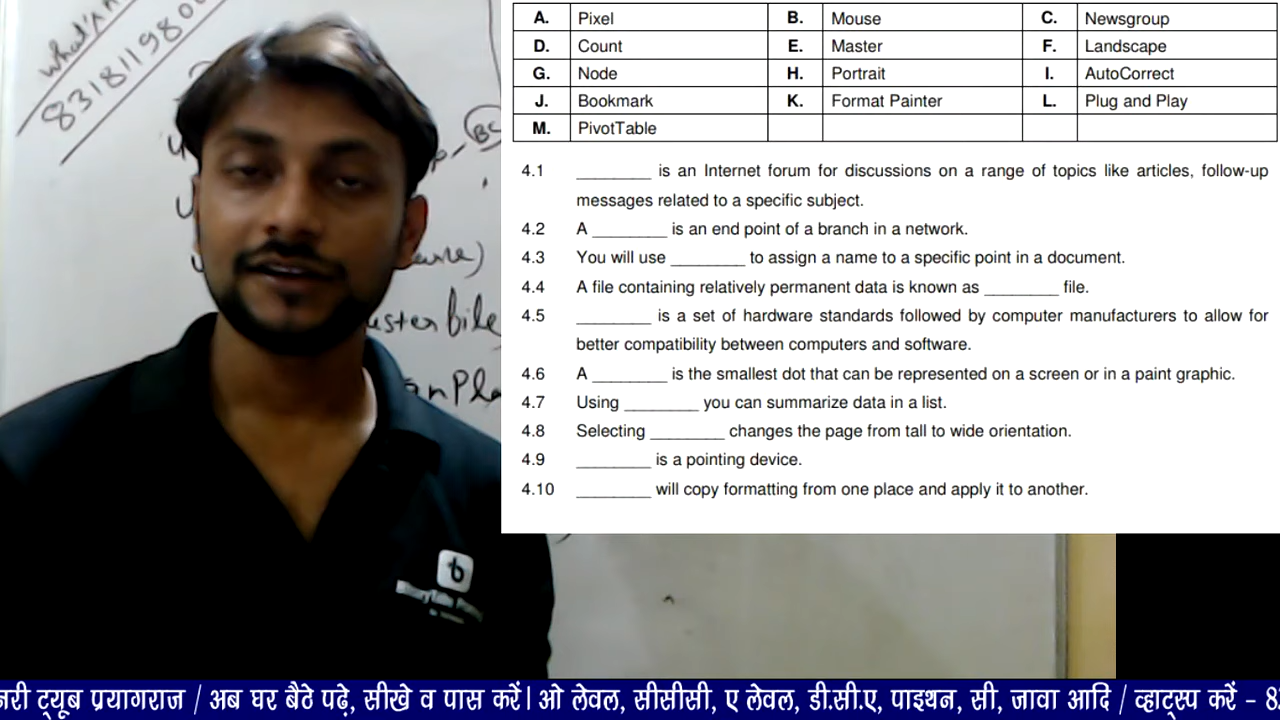 what's
A. Pixel B. Mouse C. Newsgroup
D. Count E. Master F. Landscape
G. Node H. Portrait I. AutoCorrect
J. Bookmark K. Format Painter L. Plug and Play
M. PivotTable
4.1 ________ is an Internet forum for discussions on a range of topics like articles, follow-up
messages related to a specific subject.
4.2 A ________ is an end point of a branch in a network.
4.3 You will use ________ to assign a name to a specific point in a document.
4.4 A file containing relatively permanent data is known as ________ file.
4.5 ________ is a set of hardware standards followed by computer manufacturers to allow for
better compatibility between computers and software.
4.6 A ________ is the smallest dot that can be represented on a screen or in a paint graphic.
4.7 Using ________ you can summarize data in a list.
4.8 Selecting ________ changes the page from tall to wide orientation.
4.9 ________ is a pointing device.
4.10 ________ will copy formatting from one place and apply it to another.
b
नरी ट्यूब प्रयागराज / अब घर बैठे पढ़े, सीखे व पास करें। ओ लेवल, सीसीसी, ए लेवल, डी.सी.ए, पाइथन, सी, जावा आदि / व्हाट्स्प करें - 8